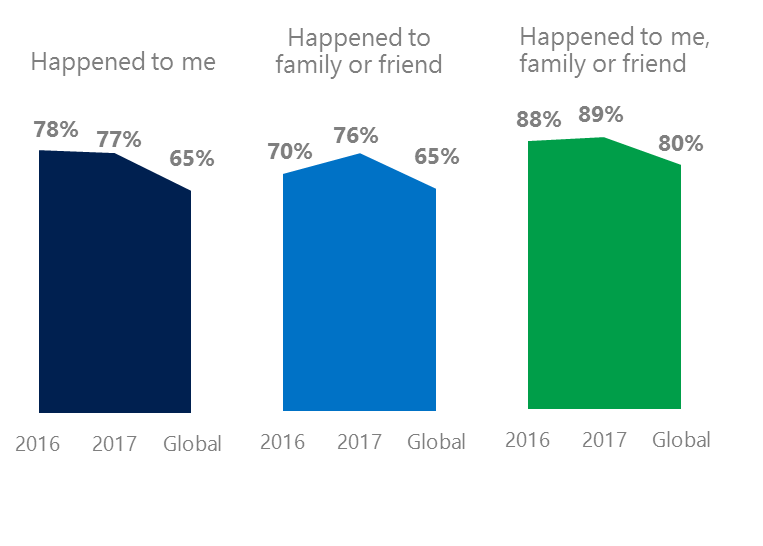 Happened to me
78%
77%
65%
2016
2017
Global
Happened to
family or friend
70%
76%
65%
2016
2017
Global
Happened to me,
family or friend
88%
89%
80%
2016
2017
Global